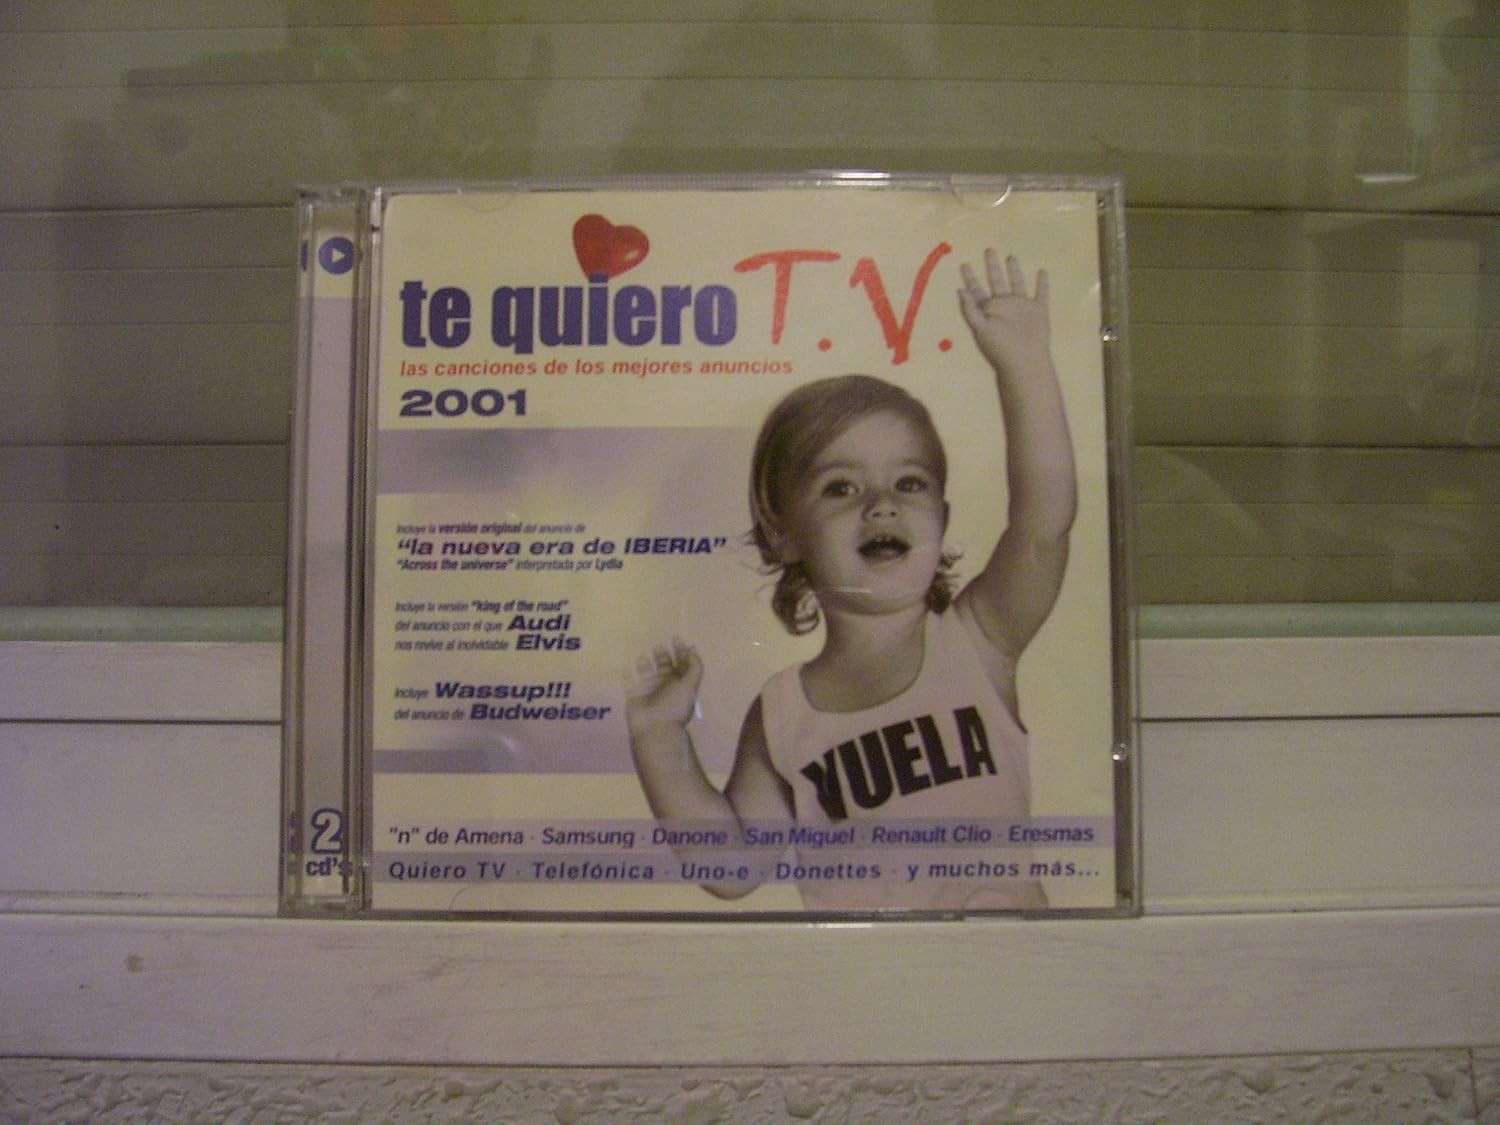 te quiero T.V.
las canciones de los mejores anuncios
2001
Incluye la versión original del anuncio de
"la nueva era de IBERIA"
"Across the universe" interpretada por Lydia
Incluye la versión "king of the road"
del anuncio con el que Audi
nos revive al inolvidable Elvis
Incluye Wassup!!!
del anuncio de Budweiser
VUELA
"n" de Amena · Samsung · Danone · San Miguel · Renault Clio · Eresmas
Quiero TV · Telefónica · Uno-e · Donettes · y muchos más...
2
cd's